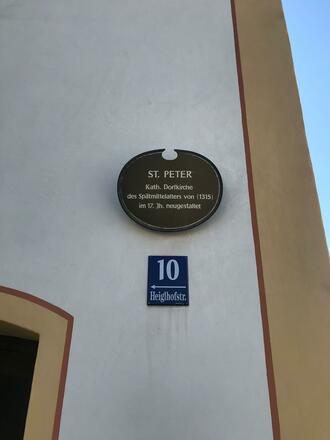 ST. PETER
Kath. Dorfkirche
des Spätmittelalters von (1315)
im 17. Jh. neugestaltet
10
Heiglhofstr.